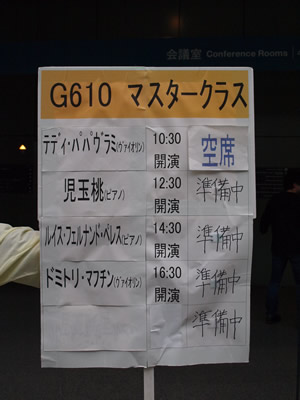 会議室 Conference Rooms
G610 マスタークラス
テディ・パパヴラミ(ヴァイオリン) 10:30 開演 空席
児玉桃(ピアノ) 12:30 開演 準備中
ルイス・フェルナンド・ペレス(ピアノ) 14:30 開演 準備中
ドミトリ・マフチン(ヴァイオリン) 16:30 開演 準備中
準備中